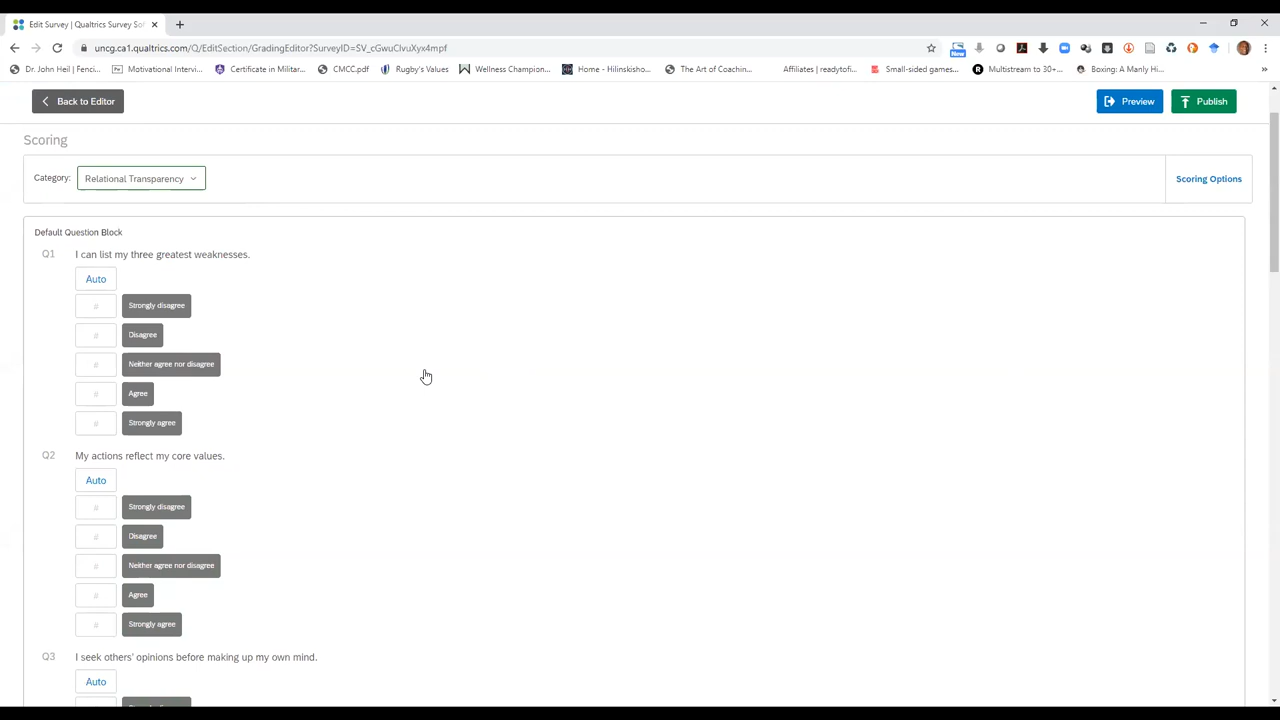 Edit Survey | Qualtrics Survey Sof
uncg.ca1.qualtrics.com/Q/EditSection/GradingEditor?SurveyID=SV_cGwuClvuXyx4mpf
New
Dr. John Heil | Fenci...
Motivational Intervi...
Certificate in Militar...
CMCC.pdf
Rugby's Values
Wellness Champion...
Home - Hilinskisho...
The Art of Coachin...
Affiliates | readytofi...
Small-sided games...
Multistream to 30+...
Boxing: A Manly Hi...
Back to Editor
Preview
Publish
Scoring
Category:
Relational Transparency
Scoring Options
Default Question Block
Q1 I can list my three greatest weaknesses.
Auto
# Strongly disagree
# Disagree
# Neither agree nor disagree
# Agree
# Strongly agree
Q2 My actions reflect my core values.
Auto
# Strongly disagree
# Disagree
# Neither agree nor disagree
# Agree
# Strongly agree
Q3 I seek others' opinions before making up my own mind.
Auto